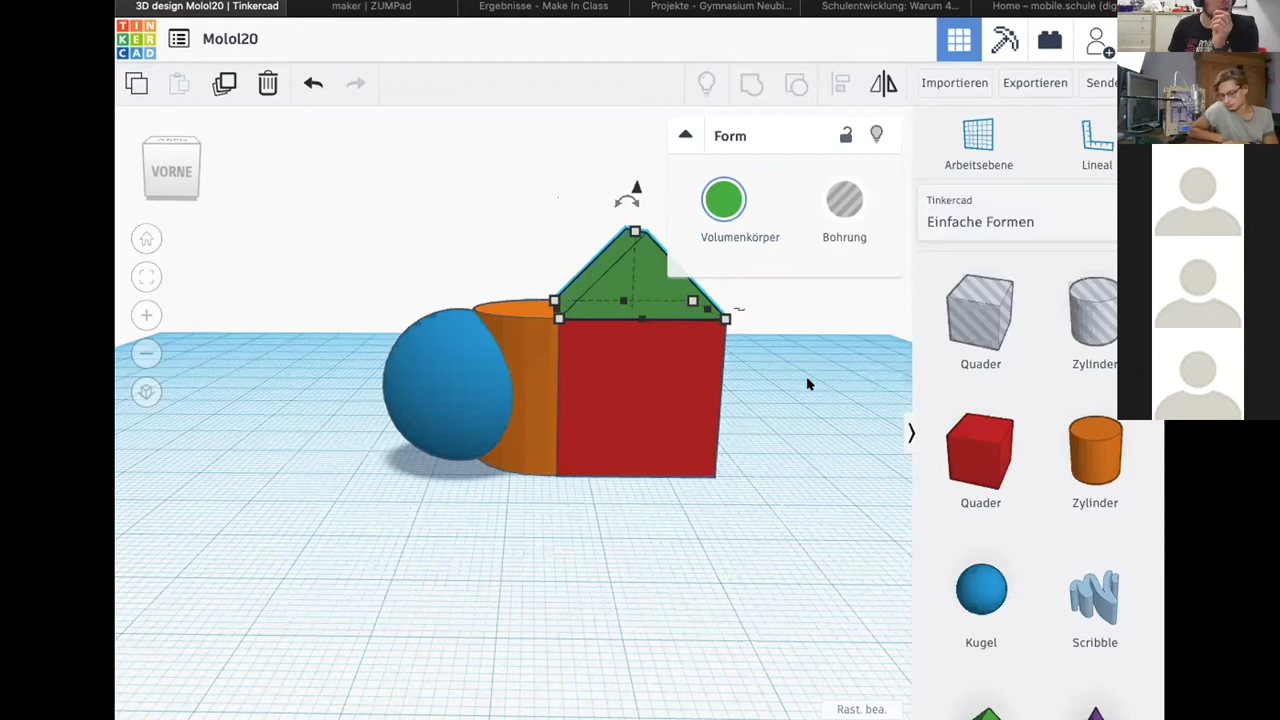 3D design Molol20 | Tinkercad
maker | ZUMPad
Ergebnisse - Make In Class
Projekte - Gymnasium Neubi...
Schulentwicklung: Warum 4...
Home – mobile.schule (dig
TIN
KER
CAD
Molol20
Importieren
Exportieren
Sende
VORNE
Form
Volumenkörper
Bohrung
Arbeitsebene
Lineal
Tinkercad
Einfache Formen
Quader
Zylinder
Quader
Zylinder
Kugel
Scribble
Rast. bea.